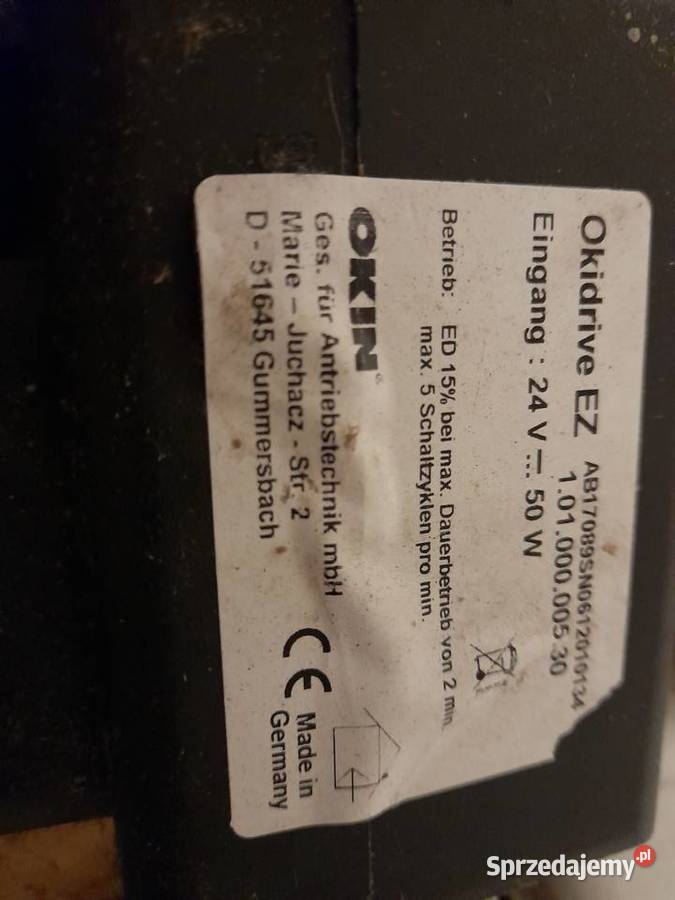 Okidrive EZ
AB17089SN0612010134
1.01.000.005.30
Eingang : 24 V ⎓ 50 W
Betrieb: ED 15% bei max. Dauerbetrieb von 2 min.
max. 5 Schaltzyklen pro min.
OKIN®
Ges. für Antriebstechnik mbH
Marie – Juchacz - Str. 2
D - 51645 Gummersbach
CE
Made in
Germany
Sprzedajemy.pl